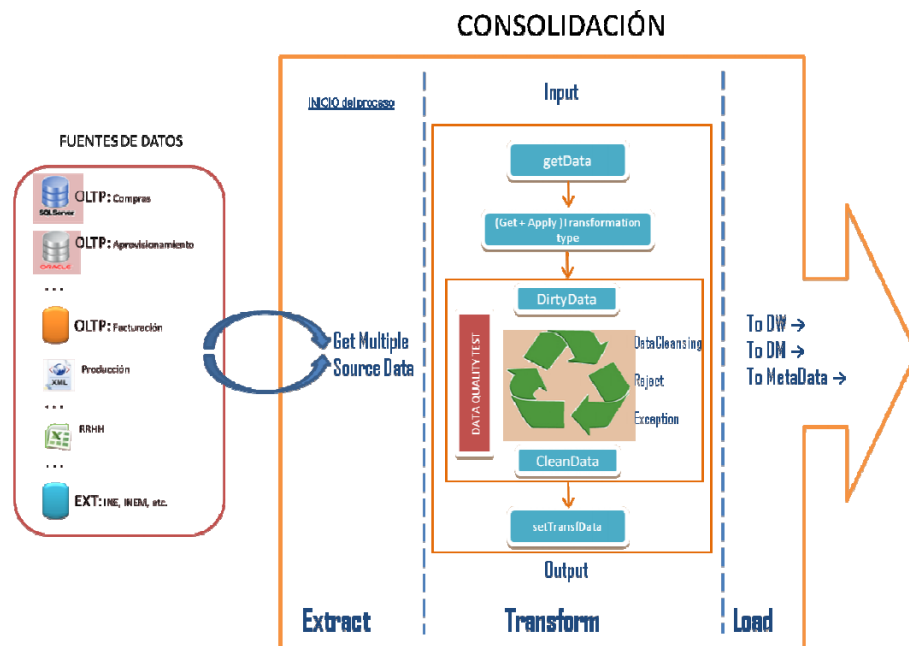 CONSOLIDACIÓN
FUENTES DE DATOS
SQLServer
OLTP: Compras
ORACLE
OLTP: Aprovisionamiento
...
OLTP: Facturación
XML
Producción
...
RRHH
...
EXT: INE, INEM, etc.
INICIO del proceso
Get Multiple
Source Data
Extract
Input
getData
(Get + Apply )Transformation
type
DirtyData
DATA QUALITY TEST
DataCleansing
Reject
Exception
CleanData
setTransfData
Output
Transform
To DW →
To DM →
To MetaData →
Load